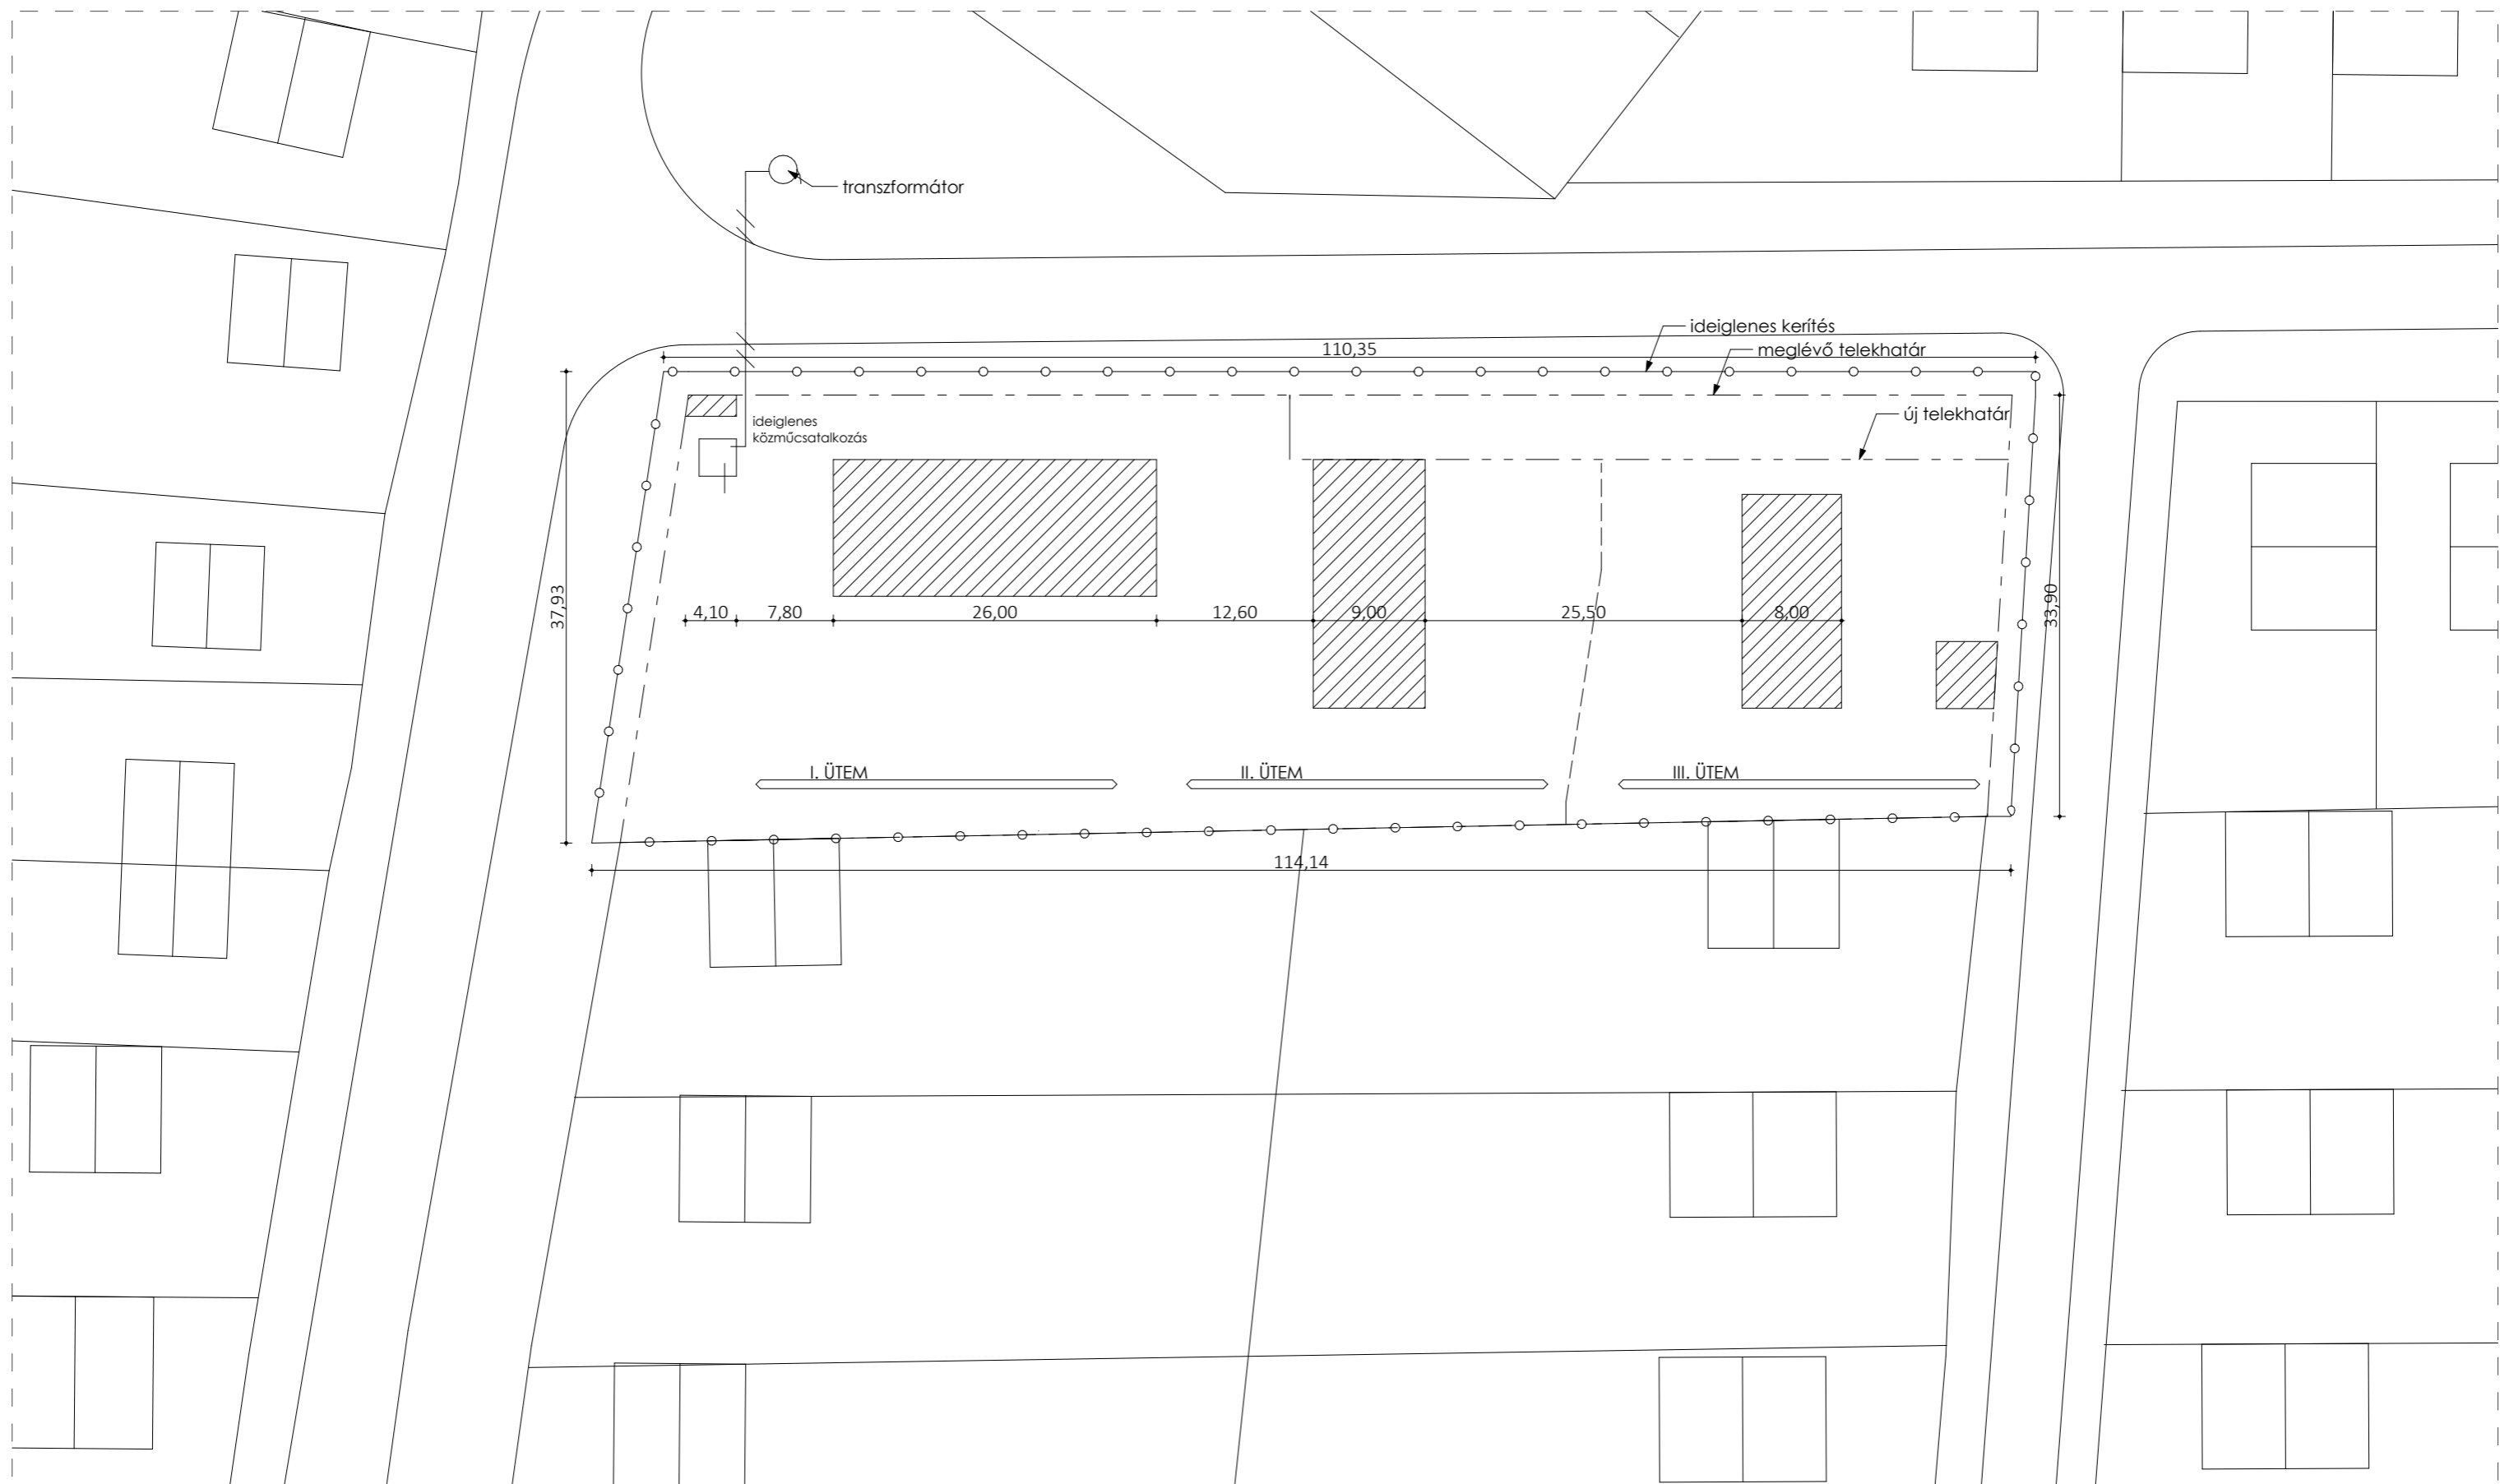 transzformátor
ideiglenes kerítés
110,35
meglévő telekhatár
új telekhatár
ideiglenes
közműcsatalkozás
37,93
33,90
4,10
7,80
26,00
12,60
9,00
25,50
8,00
I. ÜTEM
II. ÜTEM
III. ÜTEM
114,14